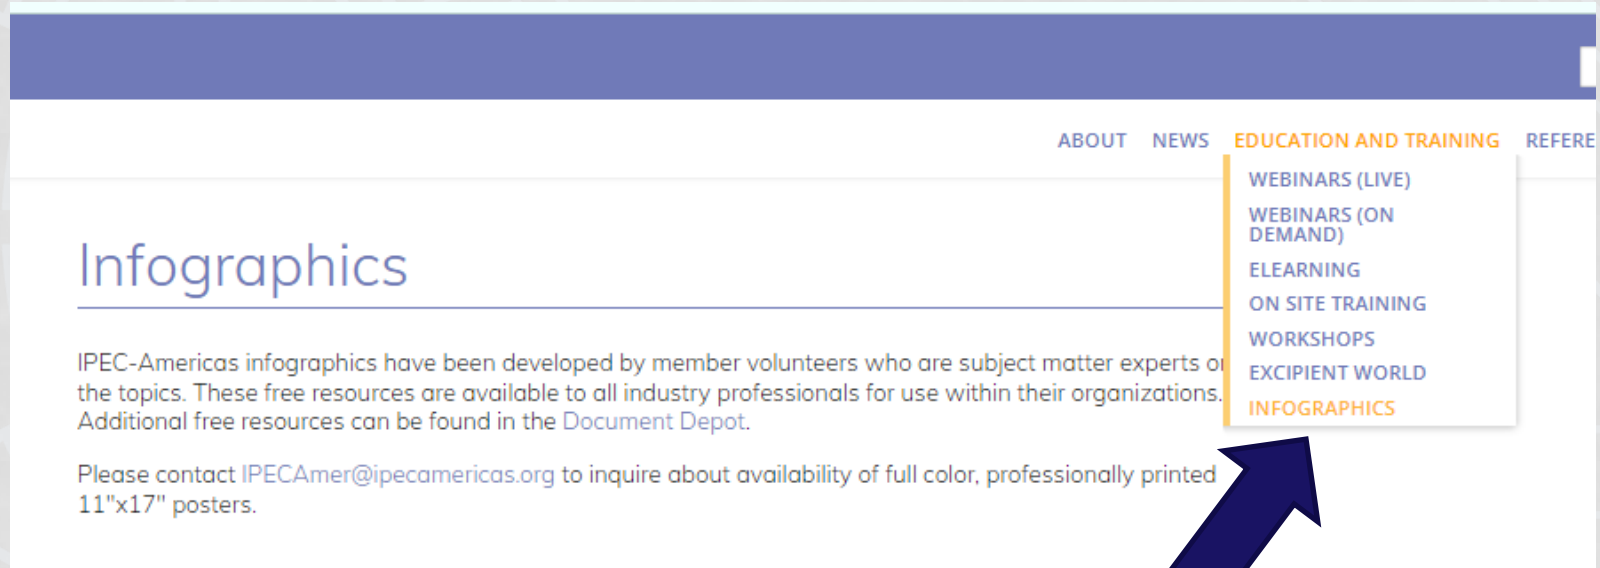 ABOUT NEWS EDUCATION AND TRAINING REFERE
WEBINARS (LIVE)
WEBINARS (ON
DEMAND)
ELEARNING
ON SITE TRAINING
WORKSHOPS
EXCIPIENT WORLD
INFOGRAPHICS
Infographics
IPEC-Americas infographics have been developed by member volunteers who are subject matter experts
the topics. These free resources are available to all industry professionals for use within their organizations.
Additional free resources can be found in the Document Depot.
Please contact IPECAmer@ipecamericas.org to inquire about availability of full color, professionally printed
11"x17" posters.